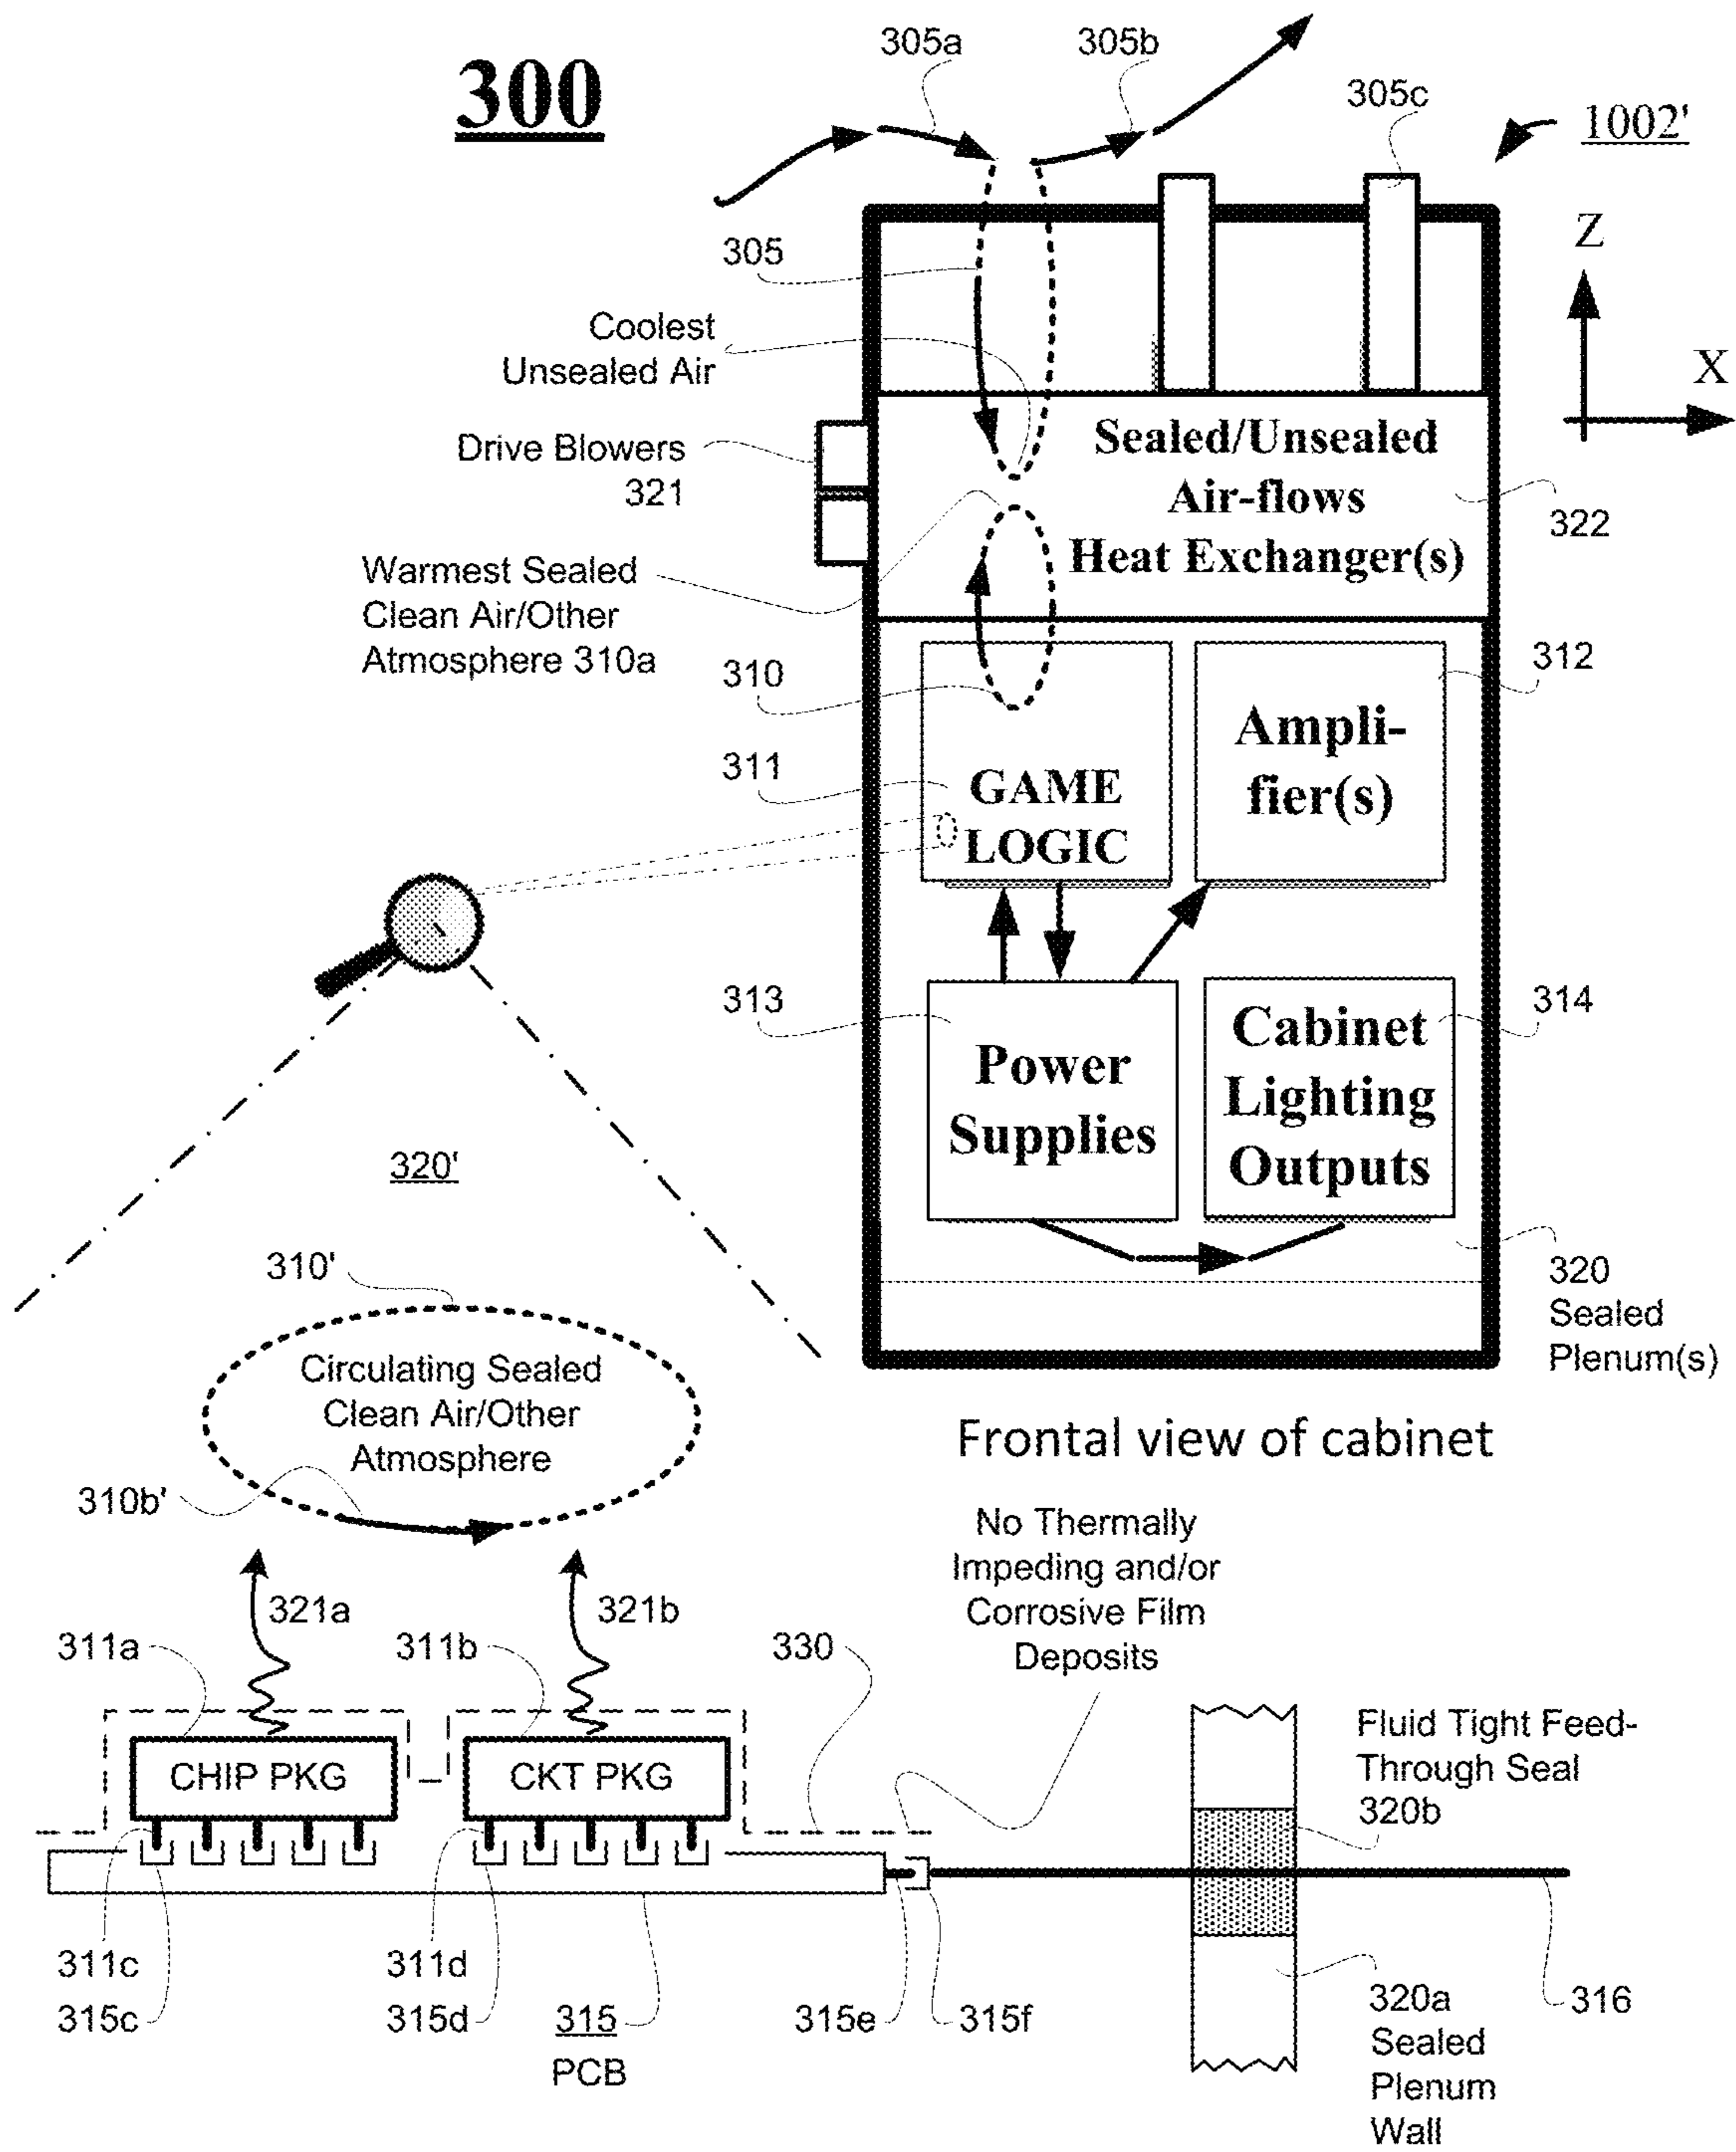 300
305a
305b
305c
1002'
305
Z
X
Coolest
Unsealed Air
Drive Blowers
321
Sealed/Unsealed
Air-flows
Heat Exchanger(s)
322
Warmest Sealed
Clean Air/Other
Atmosphere 310a
310
312
311
GAME
LOGIC
Ampli-
fier(s)
313
Power
Supplies
Cabinet
Lighting
Outputs
314
320
Sealed
Plenum(s)
Frontal view of cabinet
320'
310'
Circulating Sealed
Clean Air/Other
Atmosphere
310b'
321a
321b
311a
311b
330
No Thermally
Impeding and/or
Corrosive Film
Deposits
CHIP PKG
CKT PKG
Fluid Tight Feed-
Through Seal
320b
311c
315c
311d
315d
315
PCB
315e
315f
320a
Sealed
Plenum
Wall
316